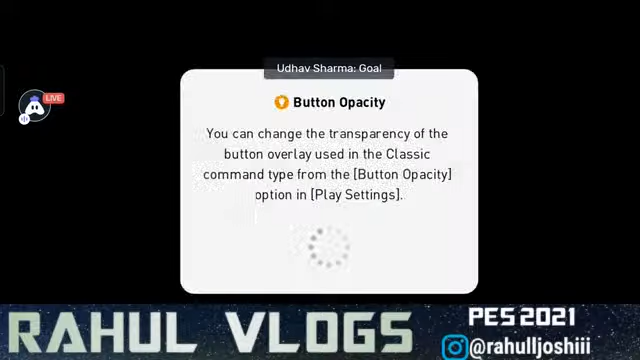 Udhav Sharma: Goal
LIVE
Button Opacity
You can change the transparency of the
button overlay used in the Classic
command type from the [Button Opacity]
option in [Play Settings].
RAHUL VLOGS
PES 2021
@rahulljoshiii